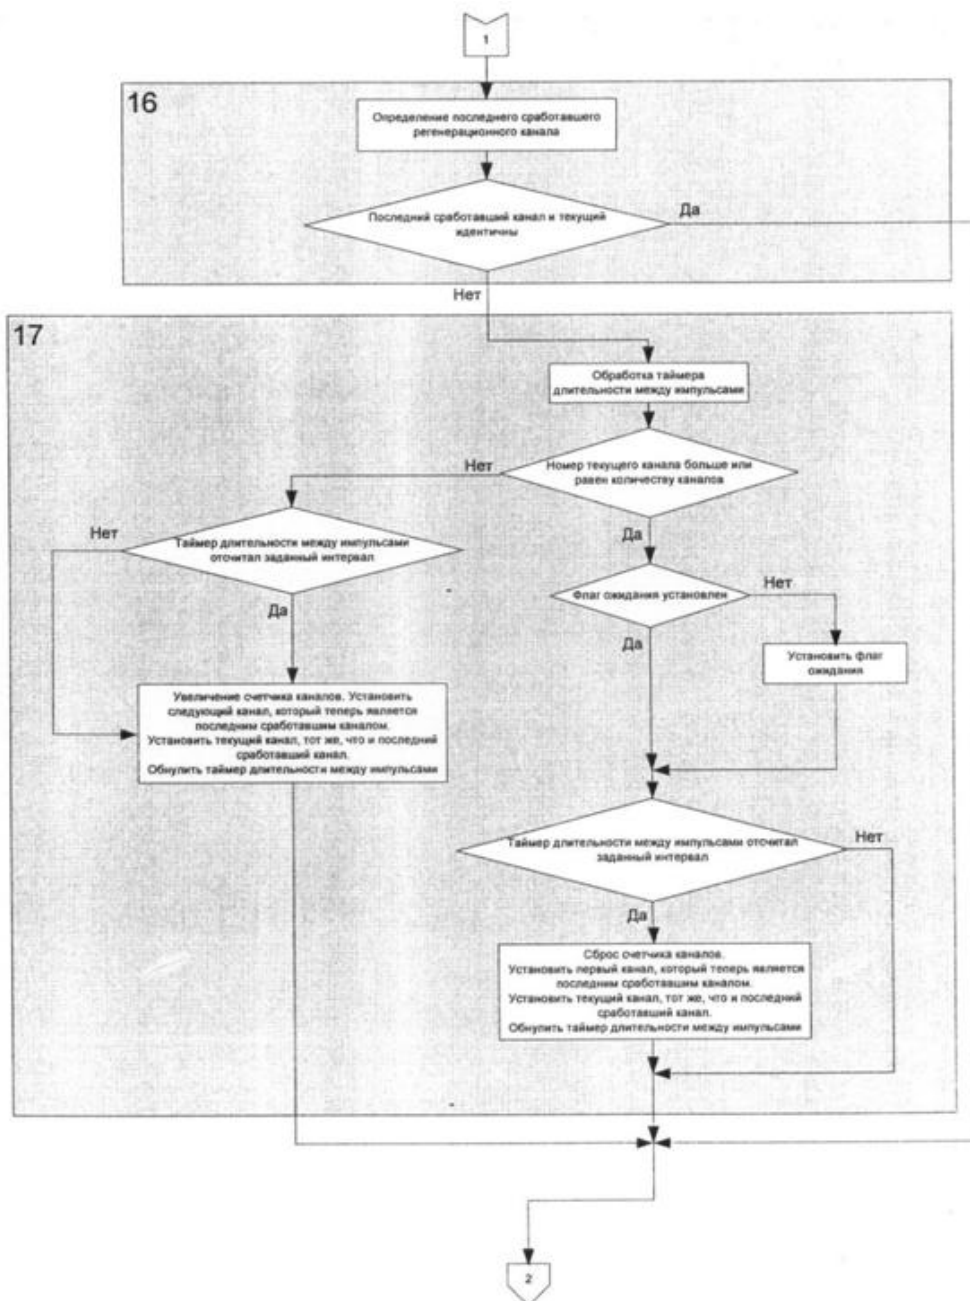 1
16
Определение последнего сработавшего
регенерационного канала
Последний сработавший канал и текущий
идентичны
Да
Нет
17
Обработка таймера
длительности между импульсами
Номер текущего канала больше или
равен количеству каналов
Нет
Да
Таймер длительности между импульсами
отсчитал заданный интервал
Нет
Да
Флаг ожидания установлен
Нет
Да
Установить флаг
ожидания
Увеличение счетчика каналов. Установить
следующий канал, который теперь является
последним сработавшим каналом.
Установить текущий канал, тот же, что и последний
сработавший канал.
Обнулить таймер длительности между импульсами
Таймер длительности между импульсами отсчитал
заданный интервал
Нет
Да
Сброс счетчика каналов.
Установить первый канал, который теперь является
последним сработавшим каналом.
Установить текущий канал, тот же, что и последний
сработавший канал.
Обнулить таймер длительности между импульсами
2